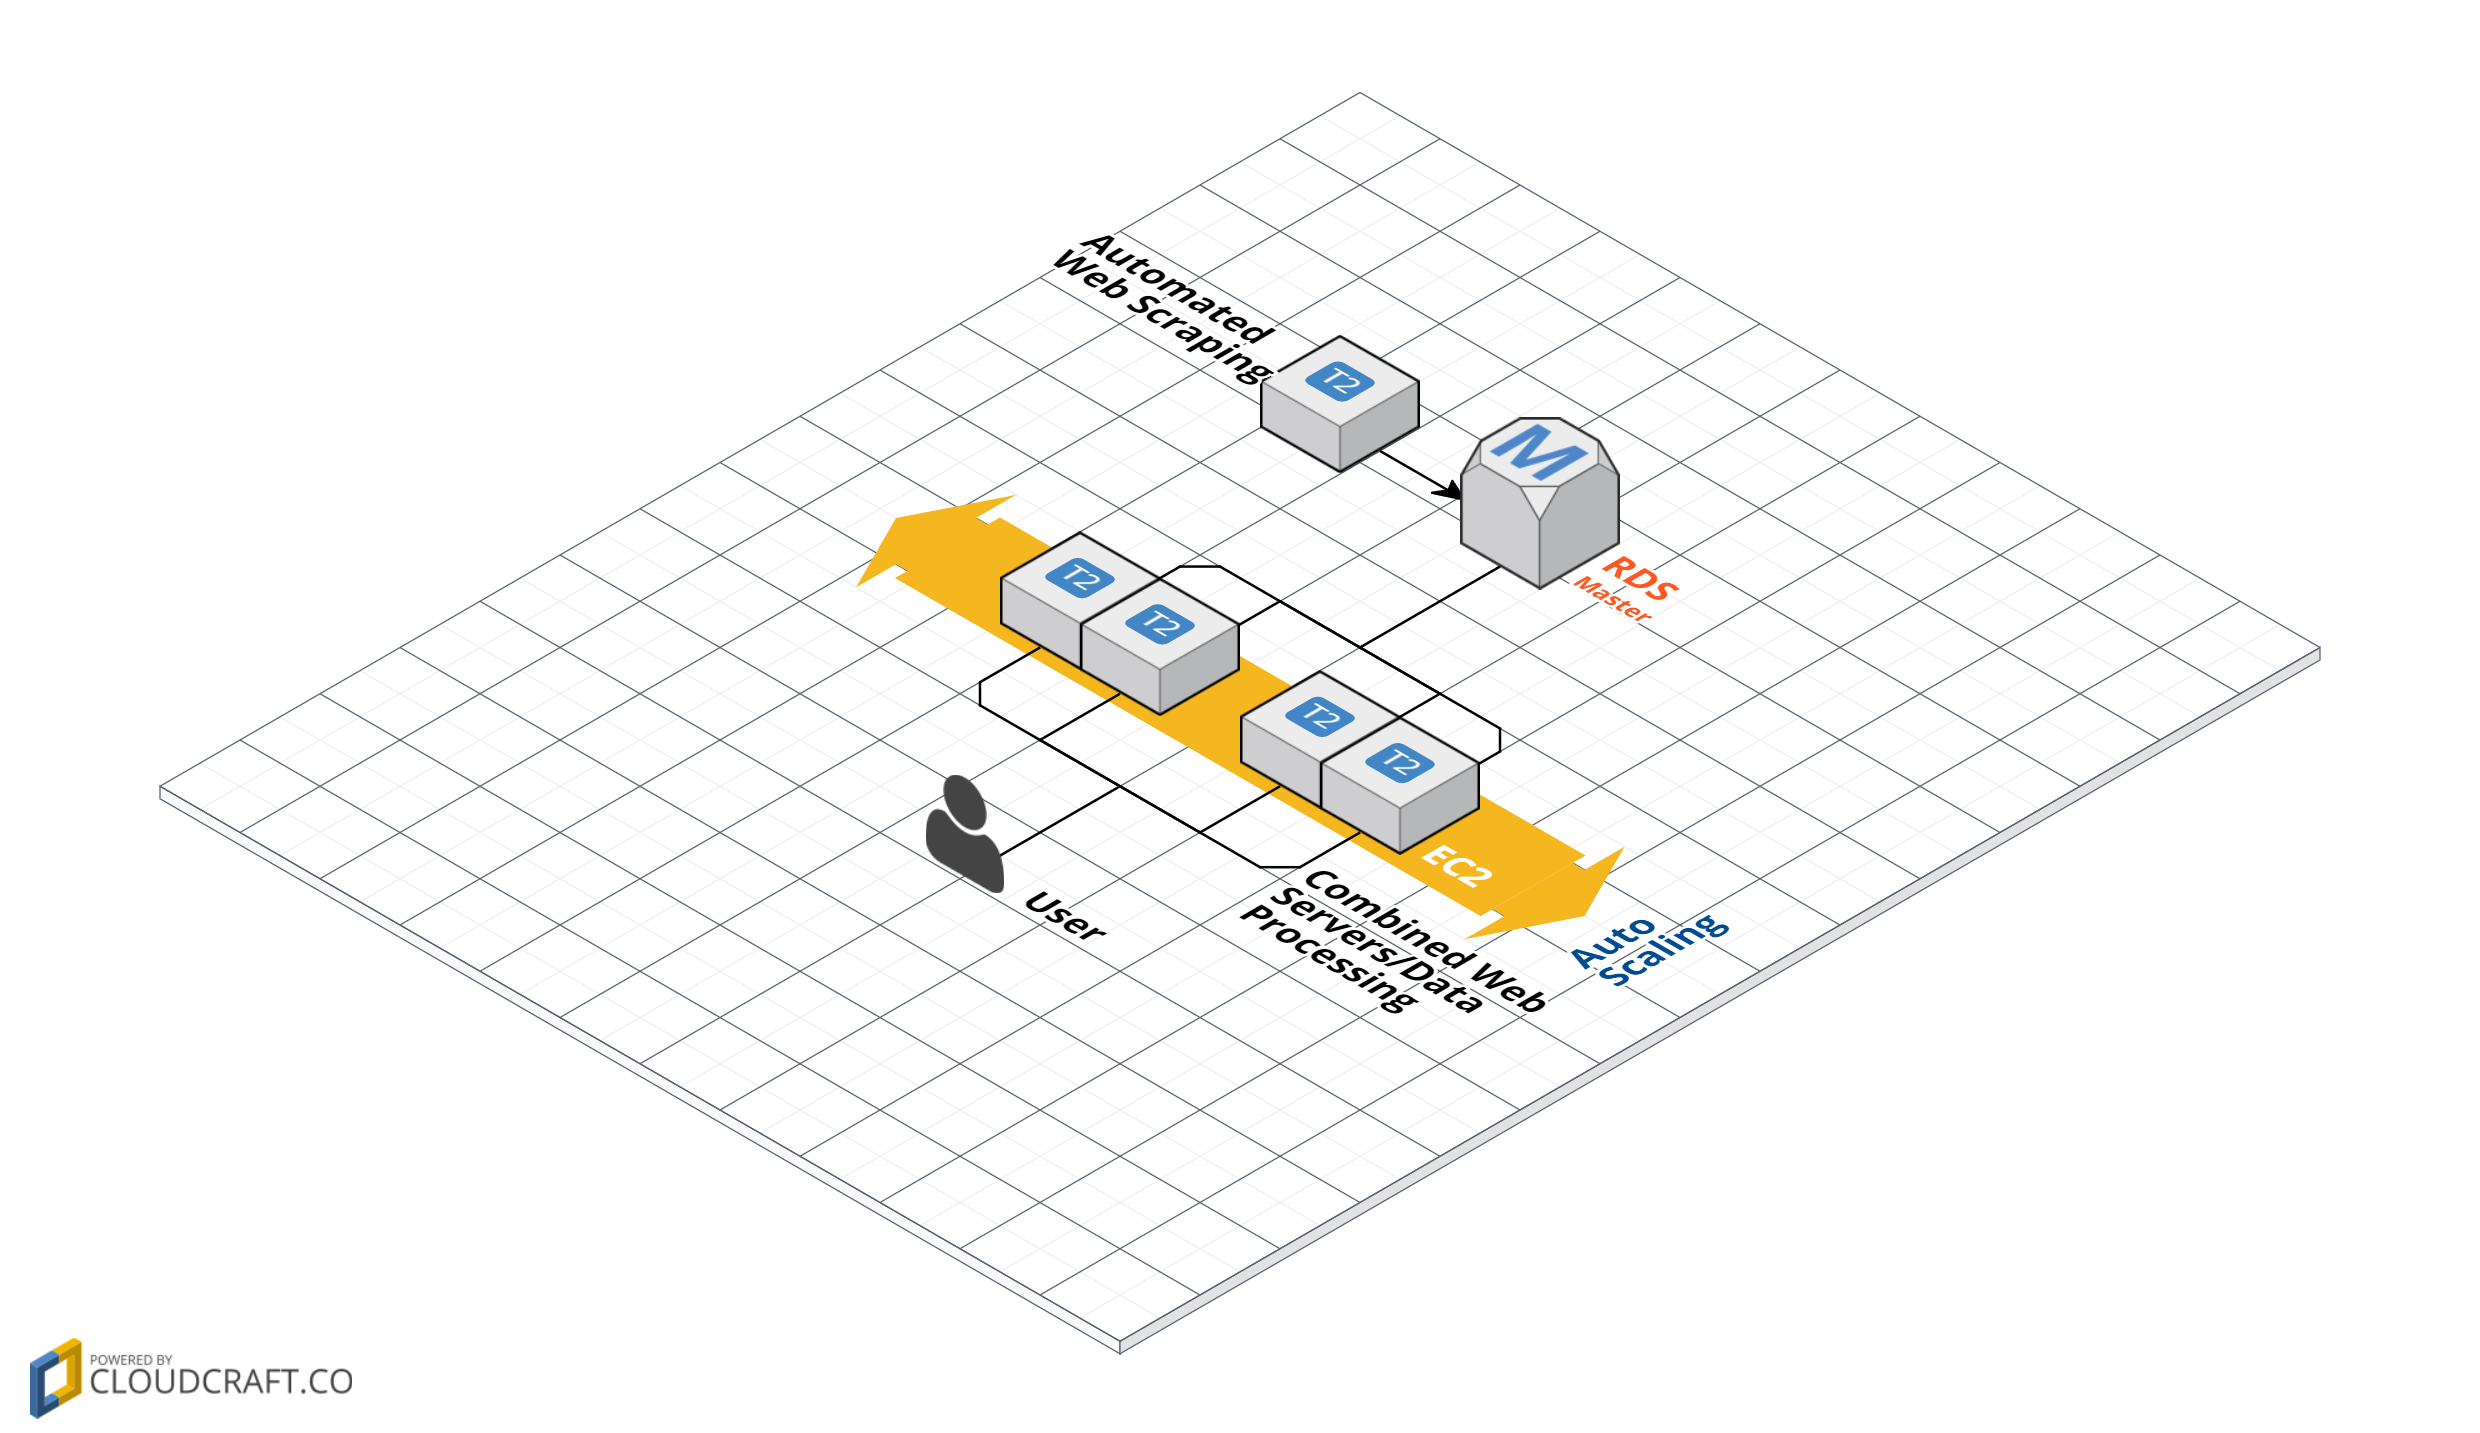 Automated
Web Scraping
T2
M
RDS
Master
T2
T2
T2
T2
EC2
User
Combined Web
Servers/Data
Processing
Auto
Scaling
POWERED BY
CLOUDCRAFT.CO